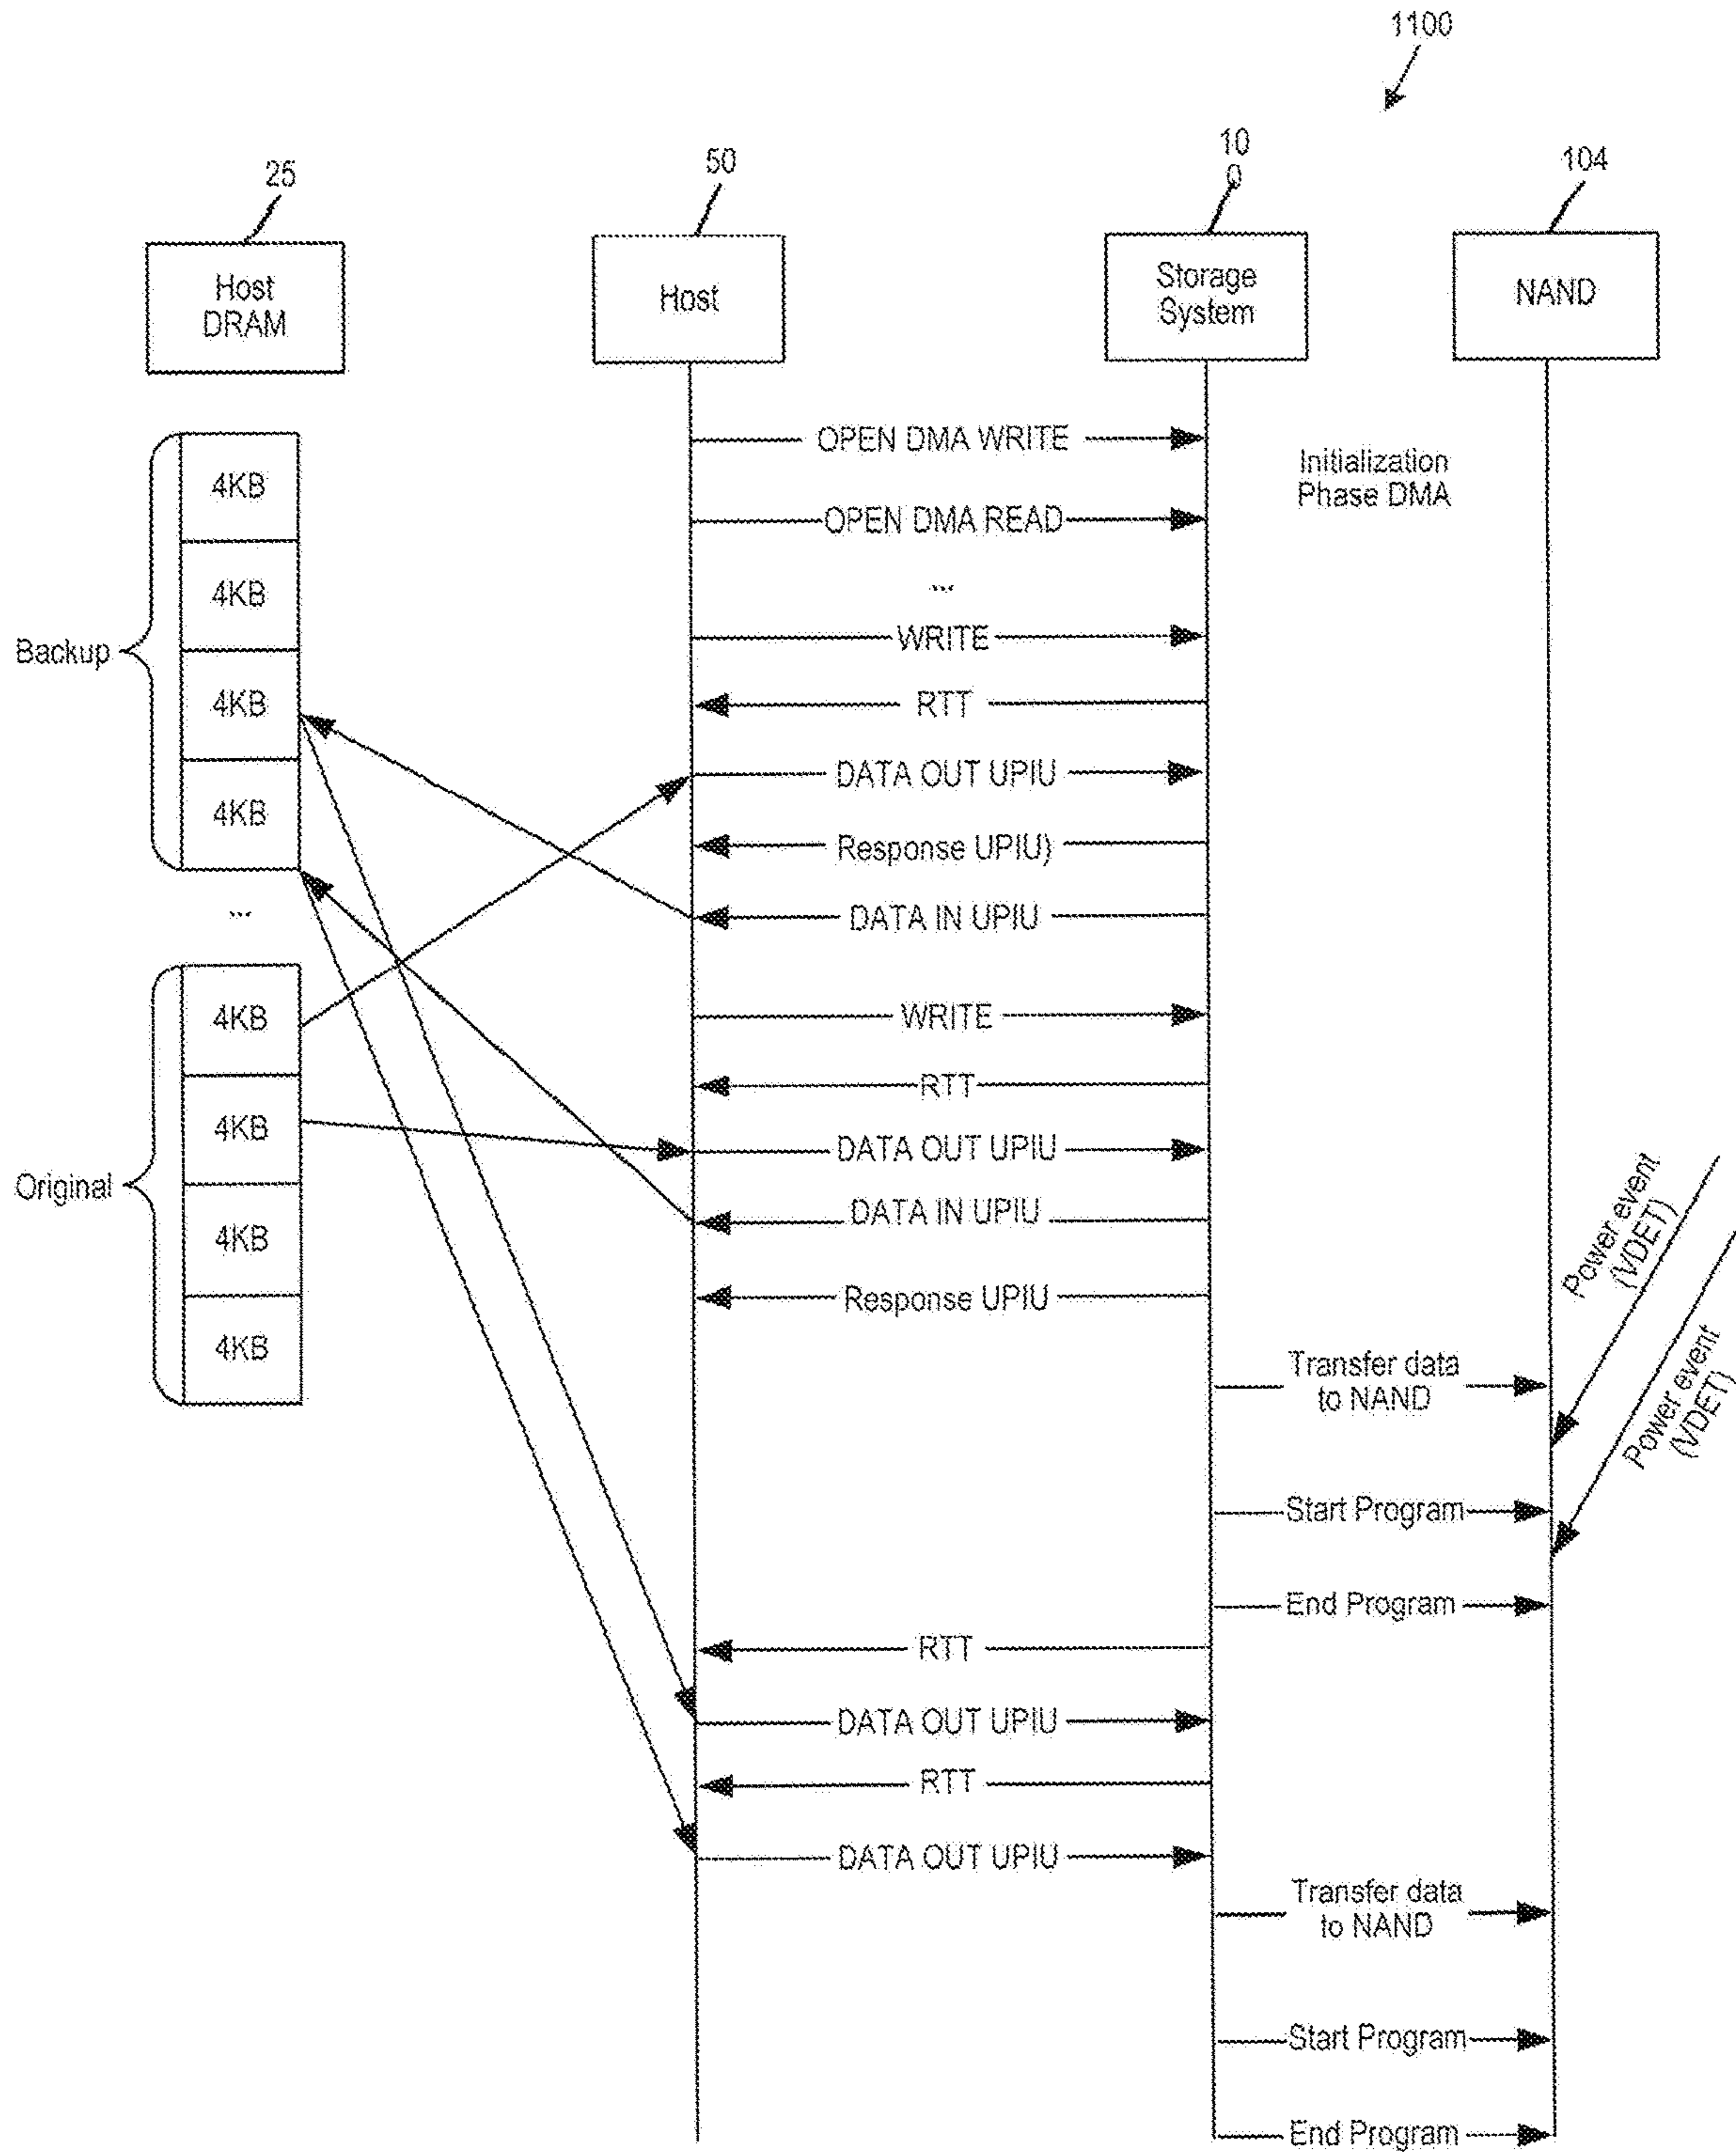 1100
25
50
10
0
104
Host
DRAM
Host
Storage
System
NAND
OPEN DMA WRITE
Initialization
Phase DMA
OPEN DMA READ
...
WRITE
RTT
DATA OUT UPIU
Response UPIU)
DATA IN UPIU
WRITE
RTT
DATA OUT UPIU
DATA IN UPIU
Response UPIU
Backup
4KB
4KB
4KB
4KB
...
Original
4KB
4KB
4KB
4KB
Power event
(VDET)
Power event
(VDET)
Transfer data
to NAND
Start Program
End Program
RTT
DATA OUT UPIU
RTT
DATA OUT UPIU
Transfer data
to NAND
Start Program
End Program